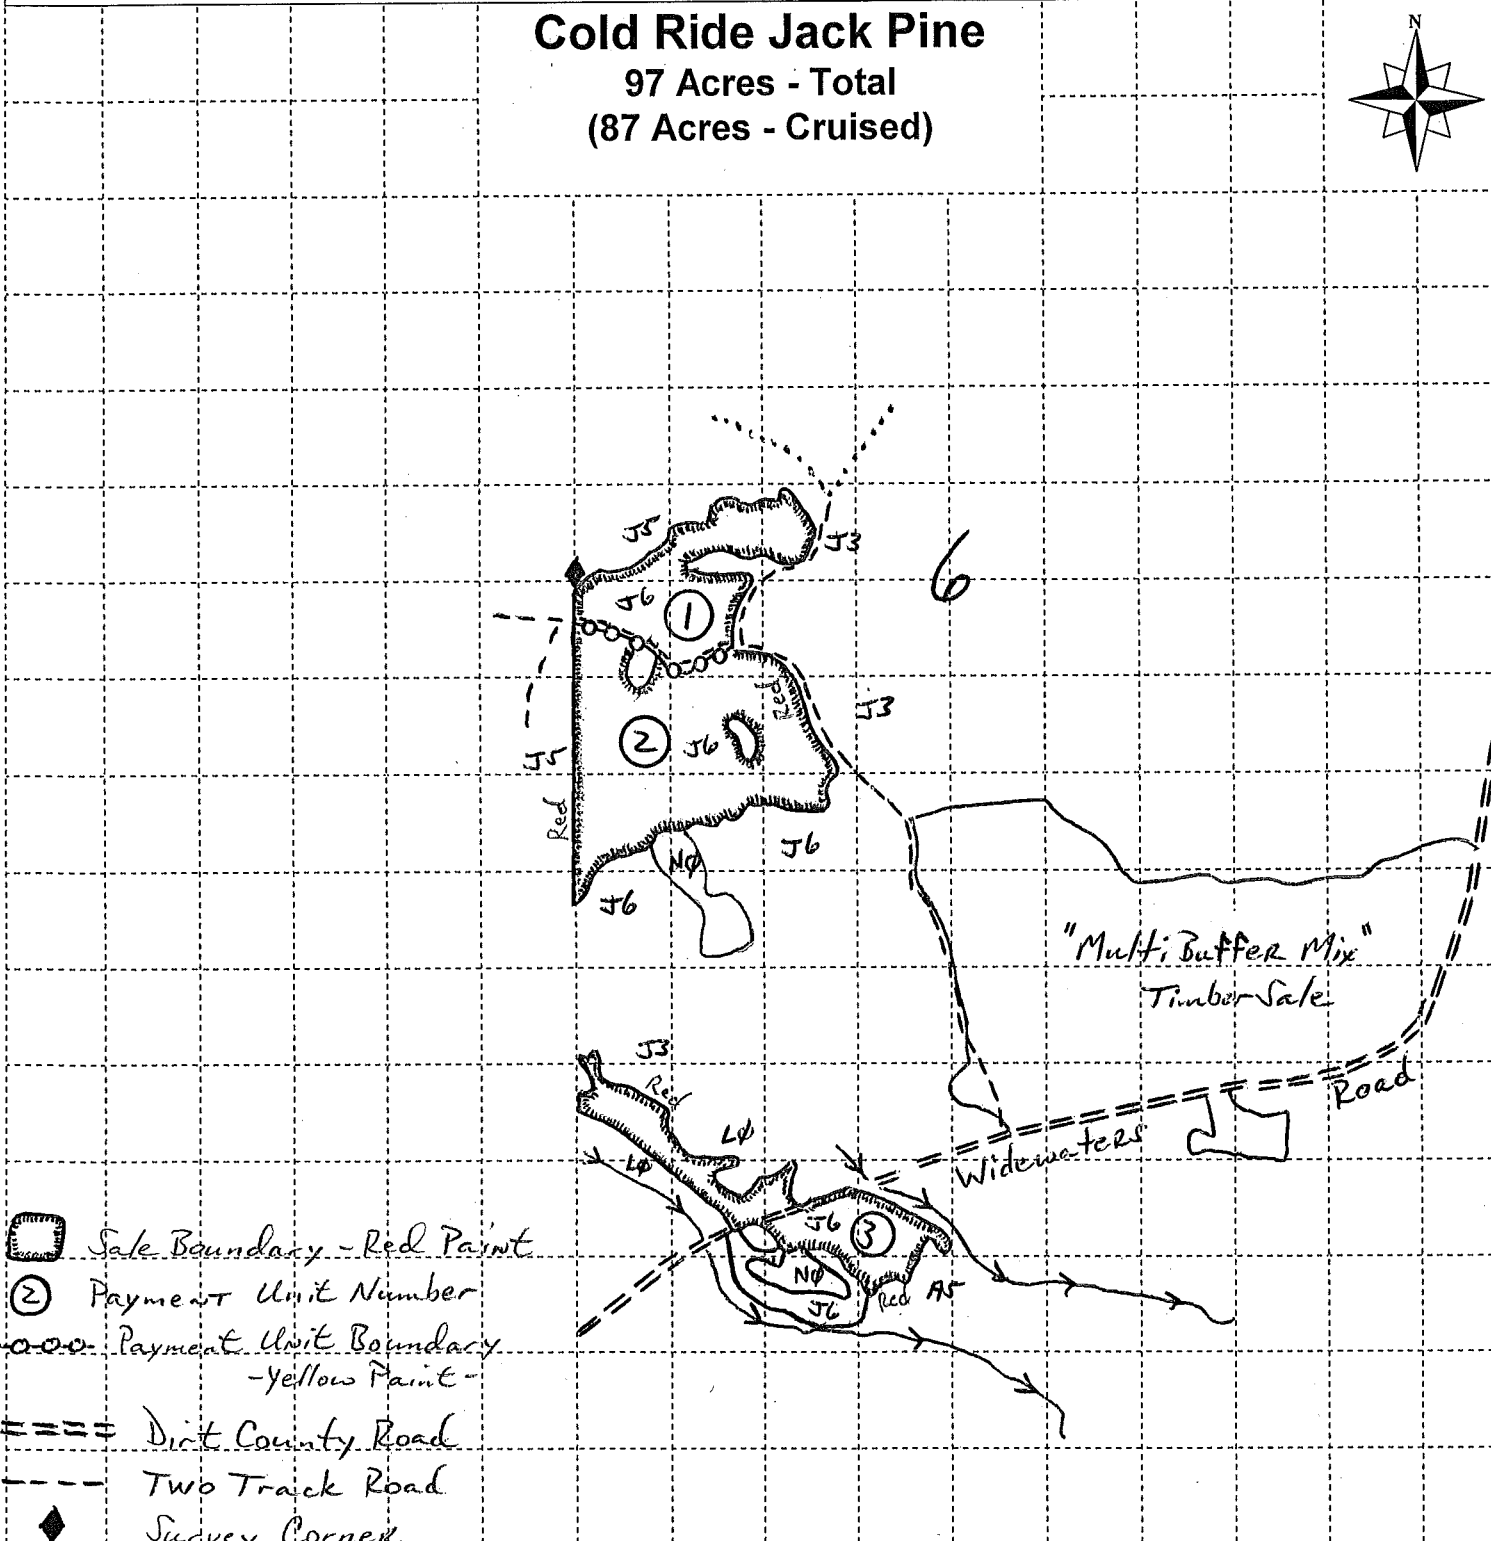 Cold Ride Jack Pine
97 Acres - Total
(87 Acres - Cruised)
N
J5
J3
6
J6
1
Red
J3
2
J6
J5
Red
J6
NØ
J6
"Multi Buffer Mix"
Timber Sale
J3
Red
Road
LØ
Widewaters
LØ
J6
3
NØ
J6
Red
A5
Sale Boundary - Red Paint
2 Payment Unit Number
Payment Unit Boundary
-Yellow Paint-
Dirt County Road
Two Track Road
Survey Corner